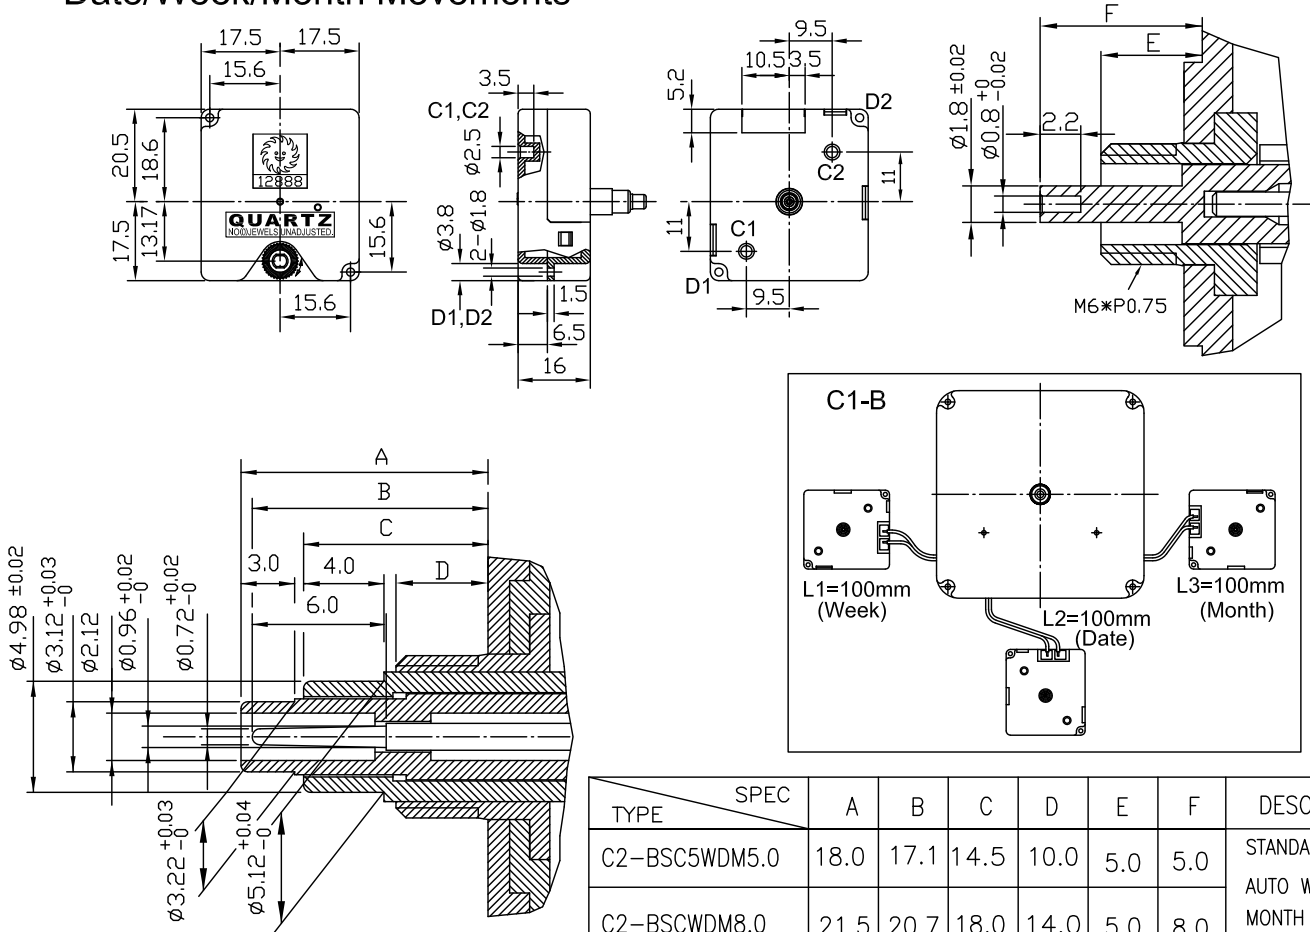 Date/Week/Month Movements
17.5 17.5
15.6
20.5
18.6
17.5
13.17
15.6
15.6
12888
QUARTZ
NO(0)JEWELS UNADJUSTED.
3.5
C1,C2
ø2.5
ø3.8
2-ø1.8
D1,D2
1.5
6.5
16
9.5
10.5 3.5
5.2
D2
C2
11
11
C1
D1
9.5
F
E
ø1.8 ±0.02
ø0.8 +0 -0.02
2.2
M6*P0.75
C1-B
L1=100mm
(Week)
L2=100mm
(Date)
L3=100mm
(Month)
A
B
C
3.0 4.0 D
6.0
ø4.98 ±0.02
ø3.12 +0.03 -0
ø2.12
ø0.96 +0.02 -0
ø0.72 +0.02 -0
ø3.22 +0.03 -0
ø5.12 +0.04 -0
SPEC
TYPE A B C D E F DESC
C2-BSC5WDM5.0 18.0 17.1 14.5 10.0 5.0 5.0 STANDA
AUTO W
C2-BSCWDM8.0 21.5 20.7 18.0 14.0 5.0 8.0 MONTH